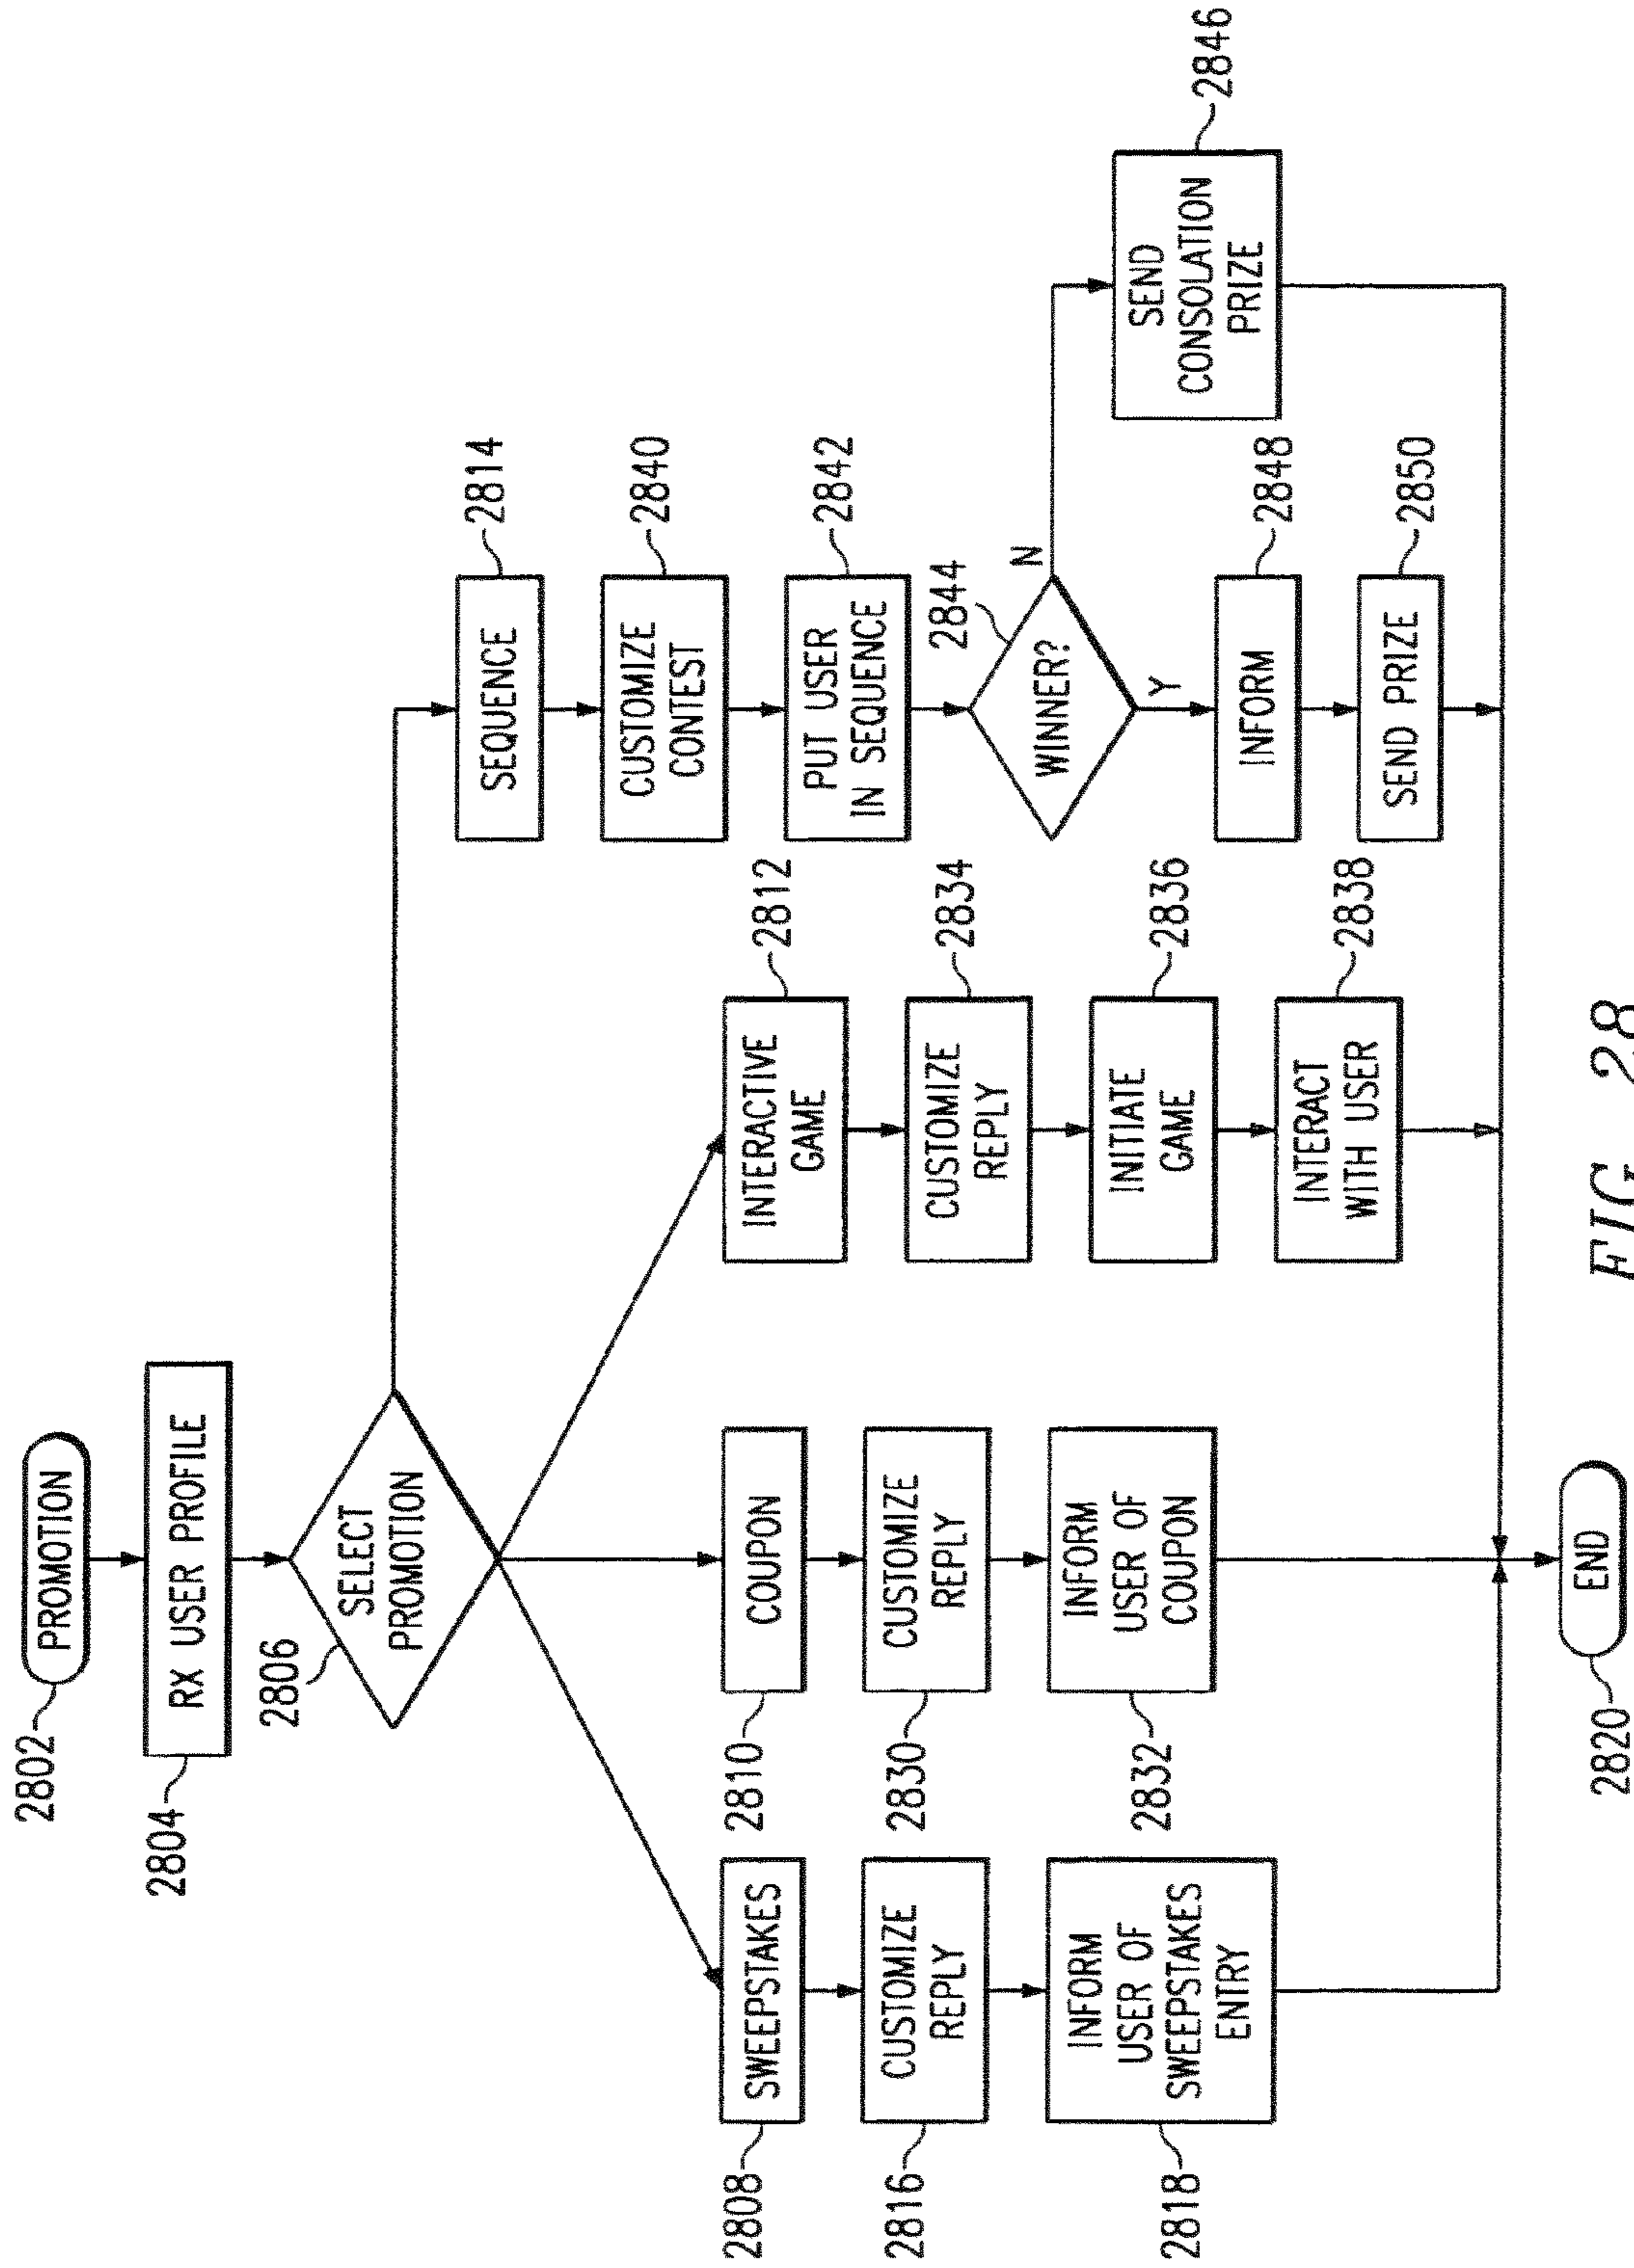 PROMOTION
2802
RX USER PROFILE
2804
SELECT
PROMOTION
2806
SWEEPSTAKES
2808
CUSTOMIZE
REPLY
2816
INFORM
USER OF
SWEEPSTAKES
ENTRY
2818
COUPON
2810
CUSTOMIZE
REPLY
2830
INFORM
USER OF
COUPON
2832
INTERACTIVE
GAME
2812
CUSTOMIZE
REPLY
2834
INITIATE
GAME
2836
INTERACT
WITH USER
2838
SEQUENCE
2814
CUSTOMIZE
CONTEST
2840
PUT USER
IN SEQUENCE
2842
WINNER?
2844
N
Y
INFORM
2848
SEND PRIZE
2850
SEND
CONSOLATION
PRIZE
2846
END
2820
FIG. 28